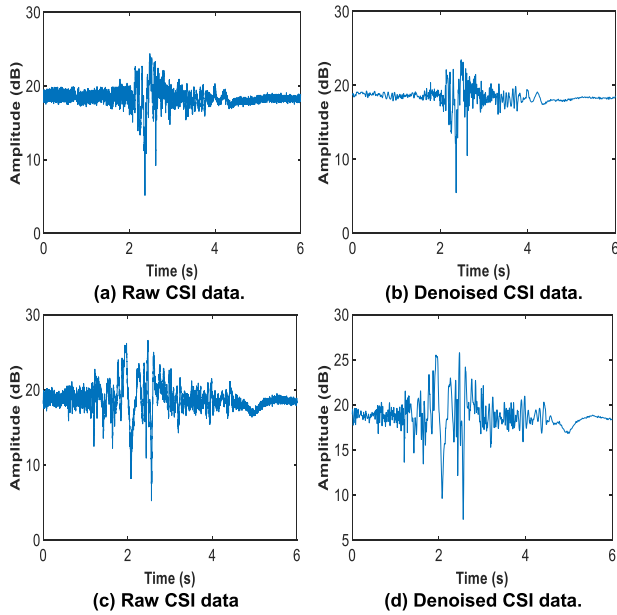 30
20
10
0
Amplitude (dB)
0 2 4 6
Time (s)
(a) Raw CSI data.
30
20
10
0
Amplitude (dB)
0 2 4 6
Time (s)
(b) Denoised CSI data.
30
20
10
0
Amplitude (dB)
0 2 4 6
Time (s)
(c) Raw CSI data
30
25
20
15
10
5
Amplitude (dB)
0 2 4 6
Time (s)
(d) Denoised CSI data.